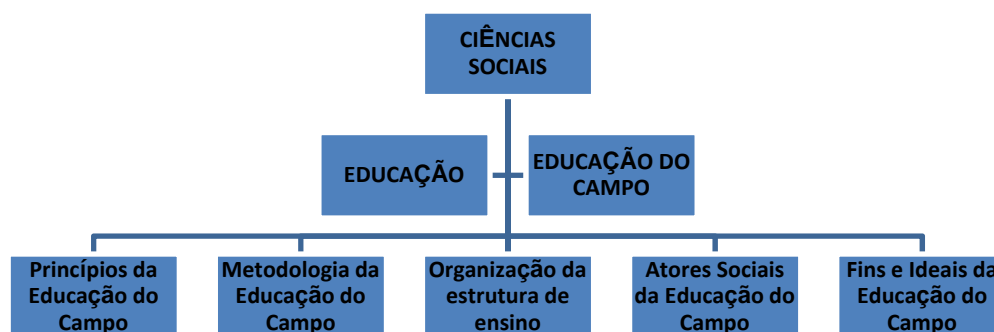 CIÊNCIAS
SOCIAIS
EDUCAÇÃO
EDUCAÇÃO DO
CAMPO
Princípios da
Educação do
Campo
Metodologia da
Educação do
Campo
Organização da
estrutura de
ensino
Atores Sociais
da Educação do
Campo
Fins e Ideais da
Educação do
Campo